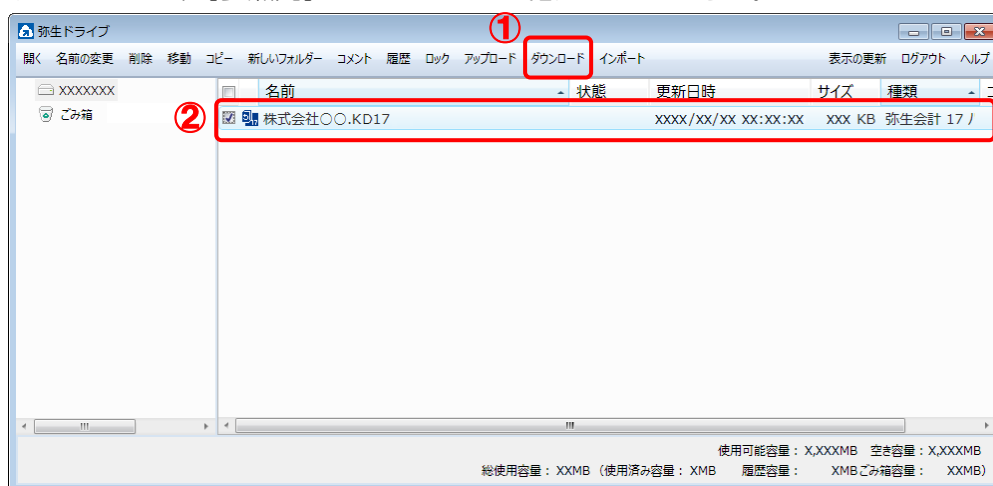 ①
弥生ドライブ
開く 名前の変更 削除 移動 コピー 新しいフォルダー コメント 履歴 ロック アップロード ダウンロード インポート 表示の更新 ログアウト ヘルプ
XXXXXXX 名前 状態 更新日時 サイズ 種類
ごみ箱 ② 株式会社○○.KD17 XXXX/XX/XX XX:XX:XX XXX KB 弥生会計 17
使用可能容量： X,XXXMB 空き容量：X,XXXMB
総使用容量： XXMB（使用済み容量： XMB 履歴容量： XMBごみ箱容量： XXMB）